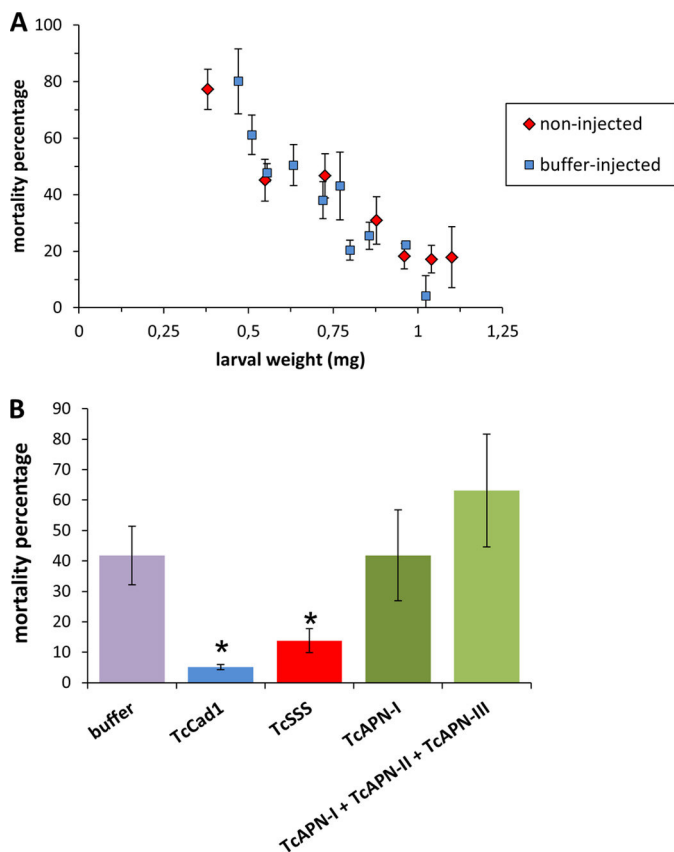 A
100
80
60
40
20
0
mortality percentage
0 0,25 0,5 0,75 1 1,25
larval weight (mg)
non-injected
buffer-injected
B
90
80
70
60
50
40
30
20
10
0
mortality percentage
* *
buffer
TcCad1
TcSSS
TcAPN-I
TcAPN-I + TcAPN-II + TcAPN-III